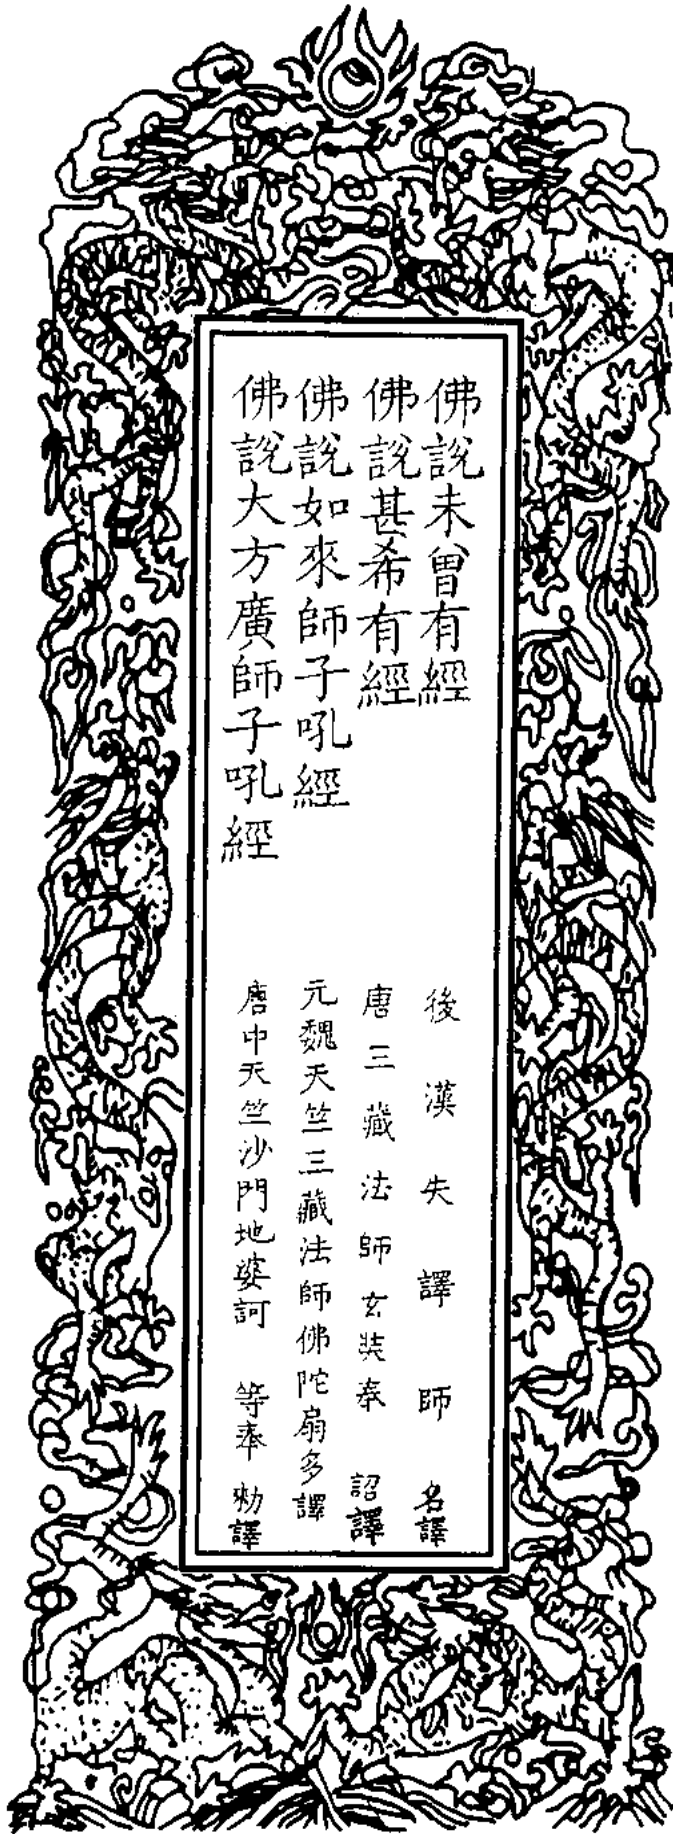 佛說未曾有經 後漢失譯師名譯
佛說甚希有經 唐三藏法師玄奘奉詔譯
佛說如來師子吼經 元魏天竺三藏法師佛陀扇多譯
佛說大方廣師子吼經 唐中天竺沙門地婆訶等奉勑譯